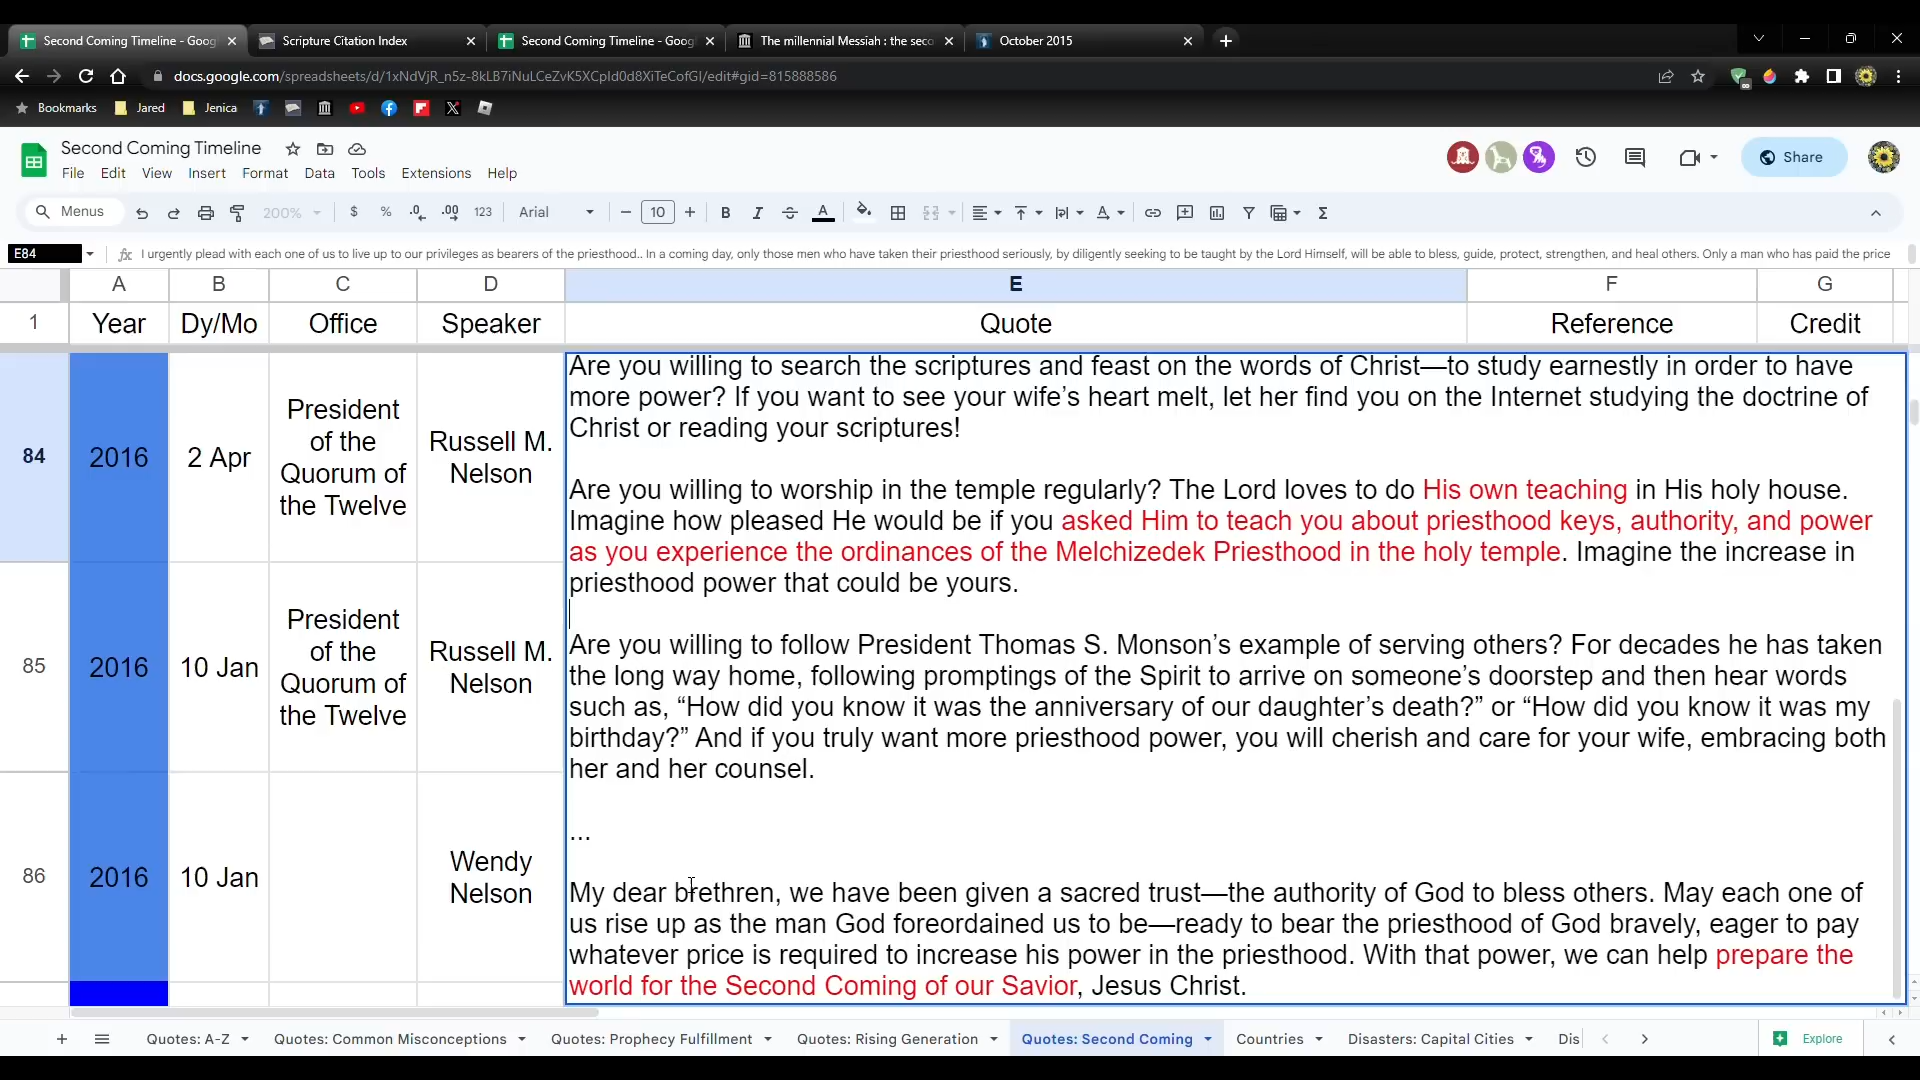 Second Coming Timeline - Goog
Scripture Citation Index
Second Coming Timeline - Goog
The millennial Messiah : the seco
October 2015
docs.google.com/spreadsheets/d/1xNdVjR_n5z-8kLB7iNuLCeZvK5XCpId0d8XiTeCofGI/edit#gid=815888586
Bookmarks
Jared
Jenica
Second Coming Timeline
File Edit View Insert Format Data Tools Extensions Help
Share
Menus
200%
$ % .0 .00 123
Arial
10
B I A
E84
fx I urgently plead with each one of us to live up to our privileges as bearers of the priesthood.. In a coming day, only those men who have taken their priesthood seriously, by diligently seeking to be taught by the Lord Himself, will be able to bless, guide, protect, strengthen, and heal others. Only a man who has paid the price
A B C D E F G
1 Year Dy/Mo Office Speaker Quote Reference Credit
84 2016 2 Apr
President
of the
Quorum of
the Twelve
Russell M.
Nelson
Are you willing to search the scriptures and feast on the words of Christ—to study earnestly in order to have
more power? If you want to see your wife’s heart melt, let her find you on the Internet studying the doctrine of
Christ or reading your scriptures!
Are you willing to worship in the temple regularly? The Lord loves to do His own teaching in His holy house.
Imagine how pleased He would be if you asked Him to teach you about priesthood keys, authority, and power
as you experience the ordinances of the Melchizedek Priesthood in the holy temple. Imagine the increase in
priesthood power that could be yours.
Are you willing to follow President Thomas S. Monson’s example of serving others? For decades he has taken
the long way home, following promptings of the Spirit to arrive on someone’s doorstep and then hear words
such as, “How did you know it was the anniversary of our daughter’s death?” or “How did you know it was my
birthday?” And if you truly want more priesthood power, you will cherish and care for your wife, embracing both
her and her counsel.
...
My dear brethren, we have been given a sacred trust—the authority of God to bless others. May each one of
us rise up as the man God foreordained us to be—ready to bear the priesthood of God bravely, eager to pay
whatever price is required to increase his power in the priesthood. With that power, we can help prepare the
world for the Second Coming of our Savior, Jesus Christ.
85 2016 10 Jan
President
of the
Quorum of
the Twelve
Russell M.
Nelson
86 2016 10 Jan
Wendy
Nelson
Quotes: A-Z
Quotes: Common Misconceptions
Quotes: Prophecy Fulfillment
Quotes: Rising Generation
Quotes: Second Coming
Countries
Disasters: Capital Cities
Dis
Explore